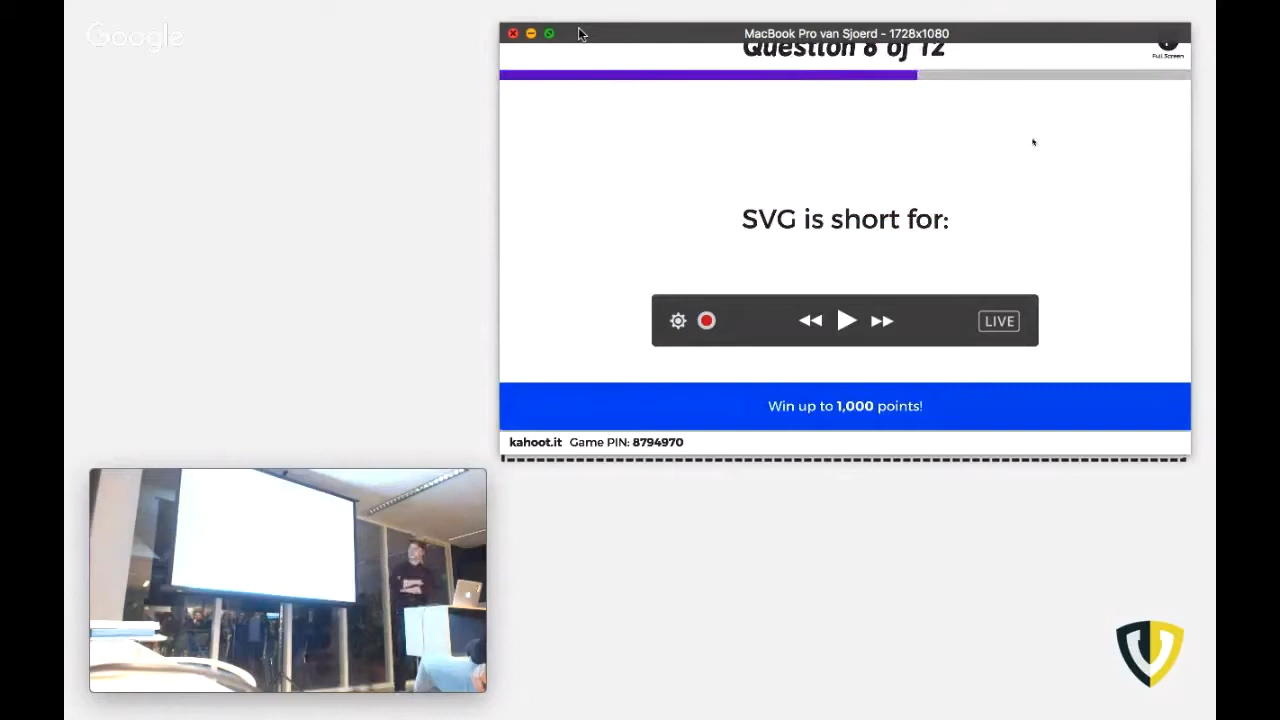 Google
MacBook Pro van Sjoerd - 1728x1080
Question 8 of 12
Full Screen
SVG is short for:
LIVE
Win up to 1,000 points!
kahoot.it Game PIN: 8794970